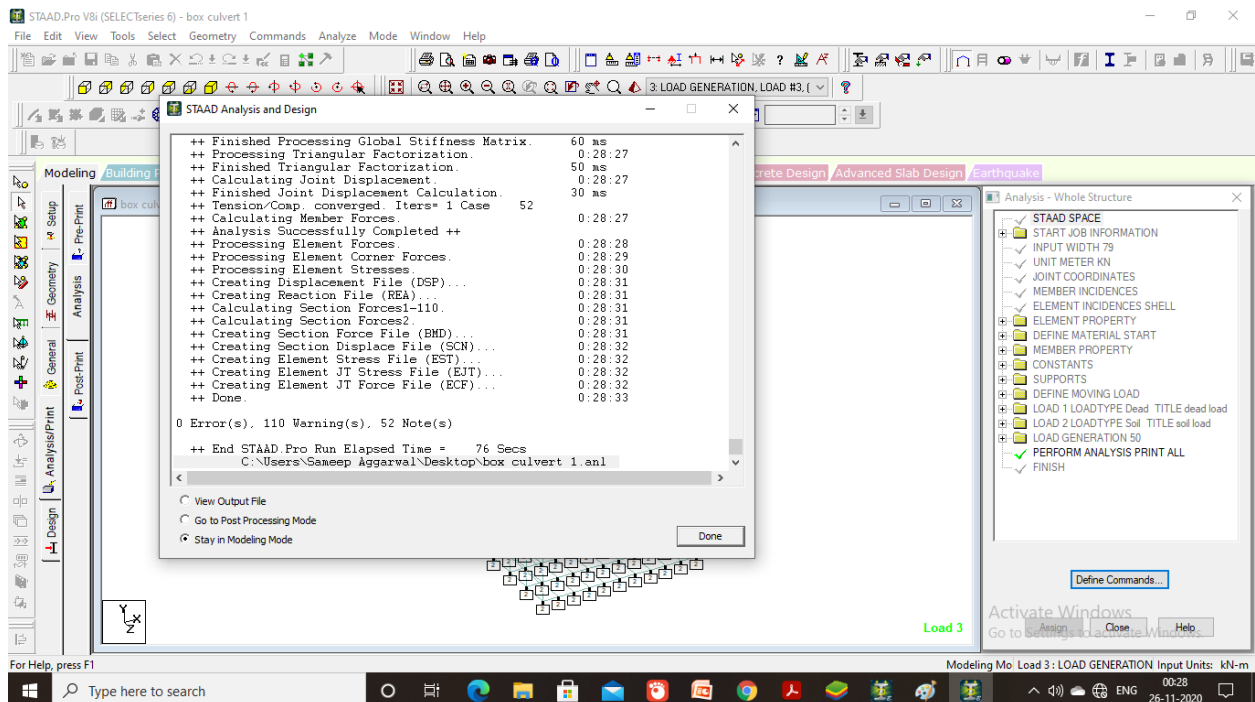 STAAD.Pro V8i (SELECTseries 6) - box culvert 1
File Edit View Tools Select Geometry Commands Analyze Mode Window Help
3: LOAD GENERATION, LOAD #3, (
Modeling
Building
crete Design
Advanced Slab Design
Earthquake
Setup
Geometry
General
Analysis/Print
Design
Pre-Print
Analysis
Post-Print
box culv
STAAD Analysis and Design
++ Finished Processing Global Stiffness Matrix. 60 ms
++ Processing Triangular Factorization. 0:28:27
++ Finished Triangular Factorization. 50 ms
++ Calculating Joint Displacement. 0:28:27
++ Finished Joint Displacement Calculation. 30 ms
++ Tension/Comp. converged. Iters= 1 Case 52
++ Calculating Member Forces. 0:28:27
++ Analysis Successfully Completed ++
++ Processing Element Forces. 0:28:28
++ Processing Element Corner Forces. 0:28:29
++ Processing Element Stresses. 0:28:30
++ Creating Displacement File (DSP)... 0:28:31
++ Creating Reaction File (REA)... 0:28:31
++ Calculating Section Forces1-110. 0:28:31
++ Calculating Section Forces2. 0:28:31
++ Creating Section Force File (BMD)... 0:28:31
++ Creating Section Displace File (SCN)... 0:28:32
++ Creating Element Stress File (EST)... 0:28:32
++ Creating Element JT Stress File (EJT)... 0:28:32
++ Creating Element JT Force File (ECF)... 0:28:32
++ Done. 0:28:33
0 Error(s), 110 Warning(s), 52 Note(s)
++ End STAAD.Pro Run Elapsed Time = 76 Secs
C:\Users\Sameep Aggarwal\Desktop\box culvert 1.anl
View Output File
Go to Post Processing Mode
Stay in Modeling Mode
Done
Y
X
Z
Load 3
Analysis - Whole Structure
STAAD SPACE
START JOB INFORMATION
INPUT WIDTH 79
UNIT METER KN
JOINT COORDINATES
MEMBER INCIDENCES
ELEMENT INCIDENCES SHELL
ELEMENT PROPERTY
DEFINE MATERIAL START
MEMBER PROPERTY
CONSTANTS
SUPPORTS
DEFINE MOVING LOAD
LOAD 1 LOADTYPE Dead TITLE dead load
LOAD 2 LOADTYPE Soil TITLE soil load
LOAD GENERATION 50
PERFORM ANALYSIS PRINT ALL
FINISH
Define Commands...
Activate Windows
Go to Settings to activate Windows.
Assign
Close
Help
For Help, press F1
Modeling Mo Load 3 : LOAD GENERATION Input Units: kN-m
Type here to search
ENG
00:28
26-11-2020